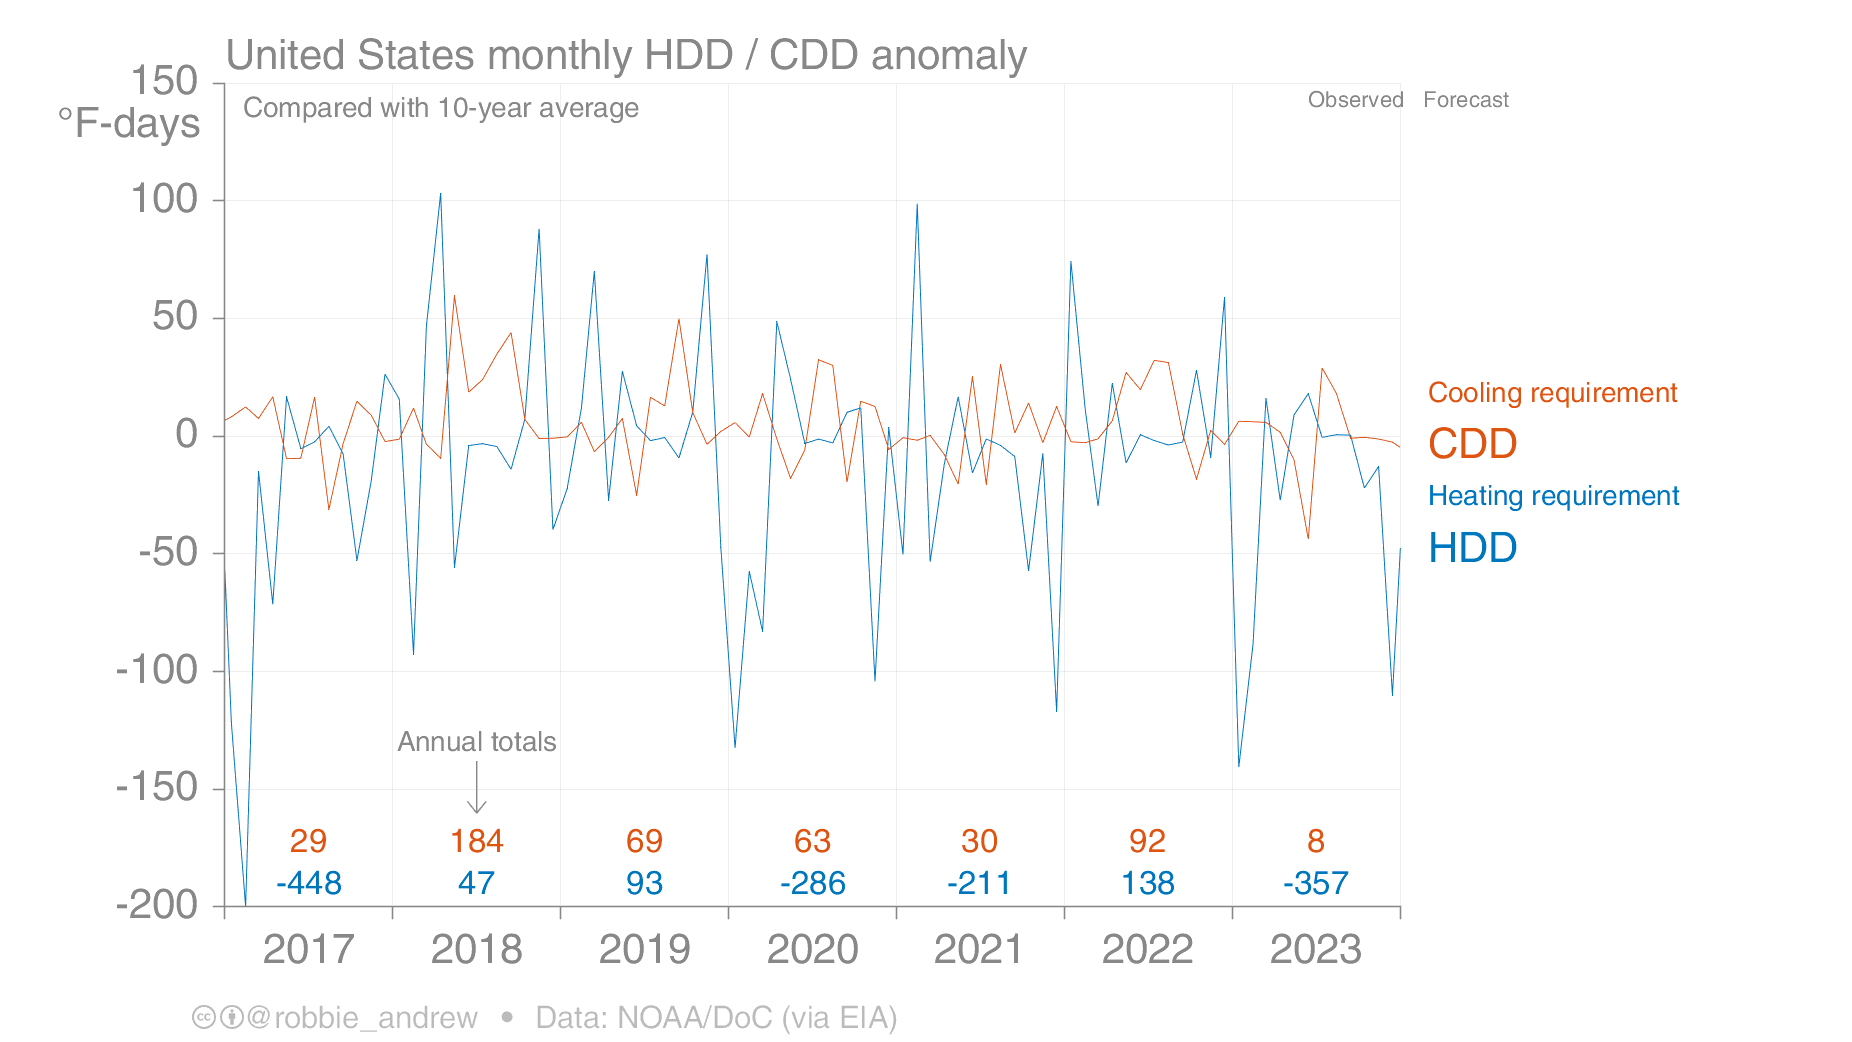 United States monthly HDD / CDD anomaly
150
°F-days
Compared with 10-year average
Observed Forecast
100
50
0
-50
-100
-150
-200
Cooling requirement
CDD
Heating requirement
HDD
Annual totals
29 184 69 63 30 92 8
-448 47 93 -286 -211 138 -357
2017 2018 2019 2020 2021 2022 2023
cc @robbie_andrew • Data: NOAA/DoC (via EIA)